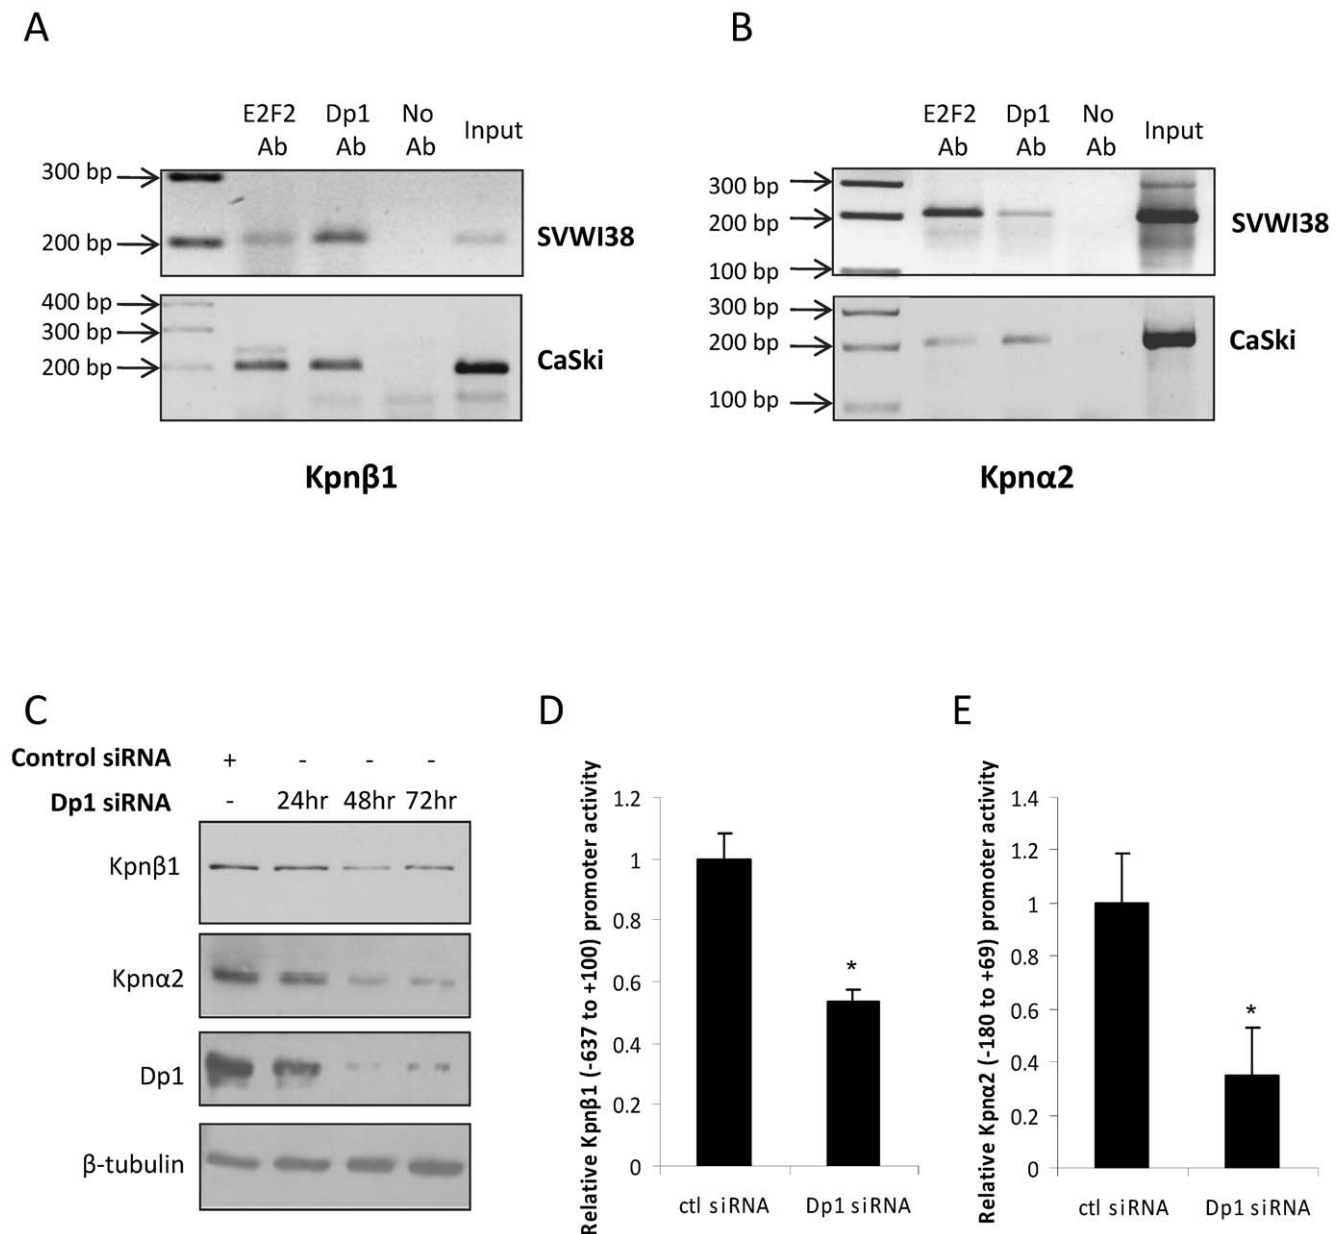 A
E2F2 Dp1 No Input
Ab Ab Ab
300 bp
200 bp
SVWI38
400 bp
300 bp
200 bp
CaSki
Kpnβ1
B
E2F2 Dp1 No Input
Ab Ab Ab
300 bp
200 bp
100 bp
SVWI38
300 bp
200 bp
100 bp
CaSki
Kpnα2
C
Control siRNA + - - -
Dp1 siRNA - 24hr 48hr 72hr
Kpnβ1
Kpnα2
Dp1
β-tubulin
D
Relative Kpnβ1 (-637 to +100) promoter activity
1.2
1
0.8
0.6
0.4
0.2
0
*
ctl siRNA Dp1 siRNA
E
Relative Kpnα2 (-180 to +69) promoter activity
1.4
1.2
1
0.8
0.6
0.4
0.2
0
*
ctl siRNA Dp1 siRNA